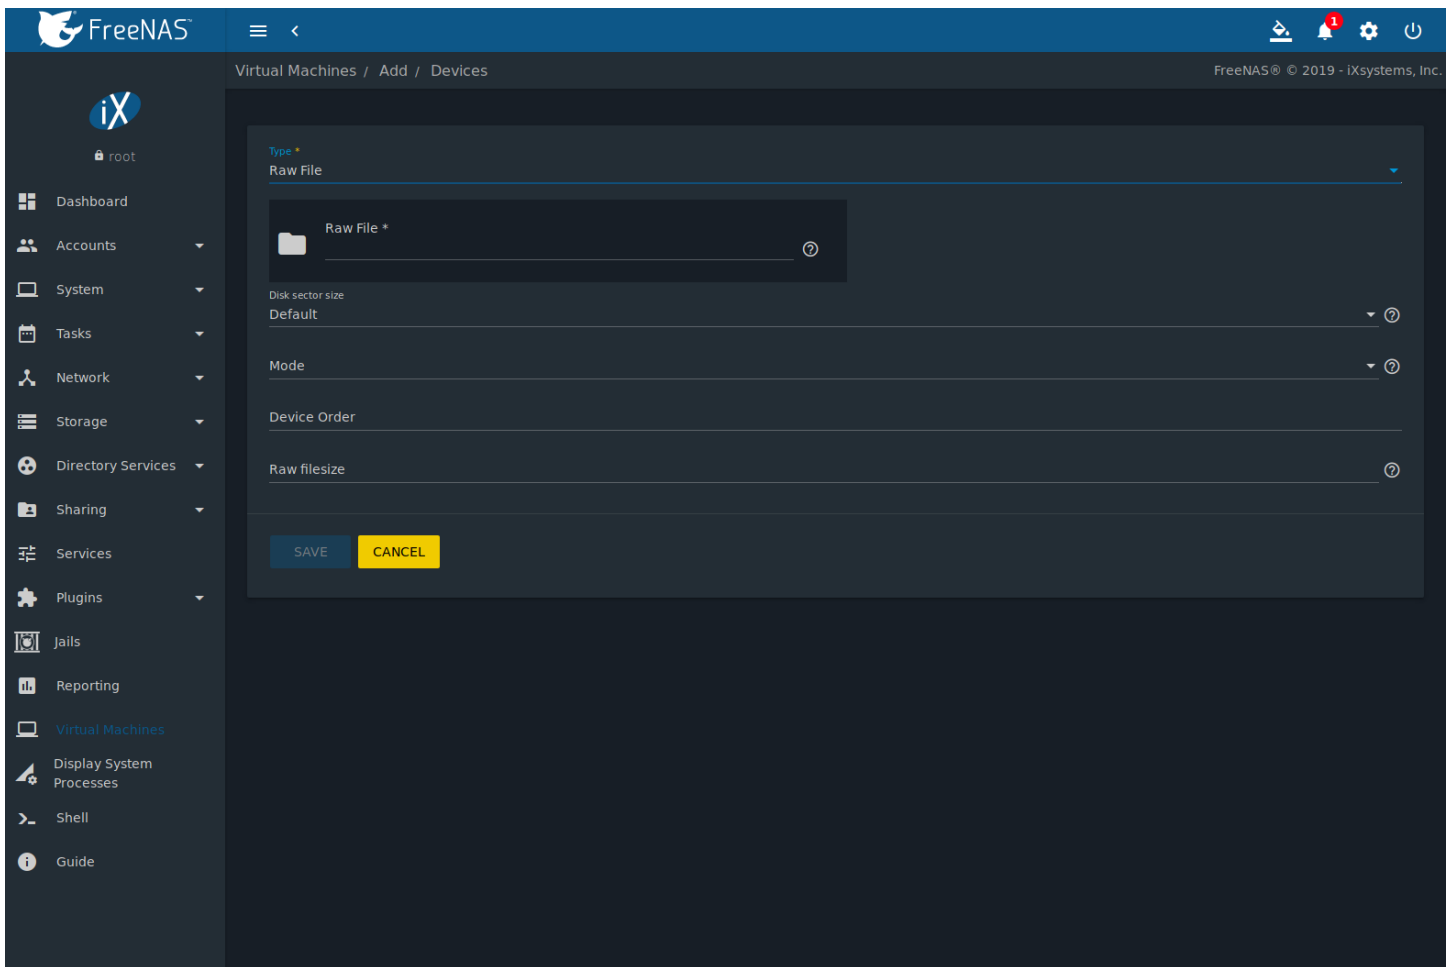 FreeNAS™
1
Virtual Machines / Add / Devices
FreeNAS® © 2019 - iXsystems, Inc.
iX
root
Dashboard
Accounts
System
Tasks
Network
Storage
Directory Services
Sharing
Services
Plugins
Jails
Reporting
Virtual Machines
Display System
Processes
Shell
Guide
Type *
Raw File
Raw File *
Disk sector size
Default
Mode
Device Order
Raw filesize
SAVE
CANCEL